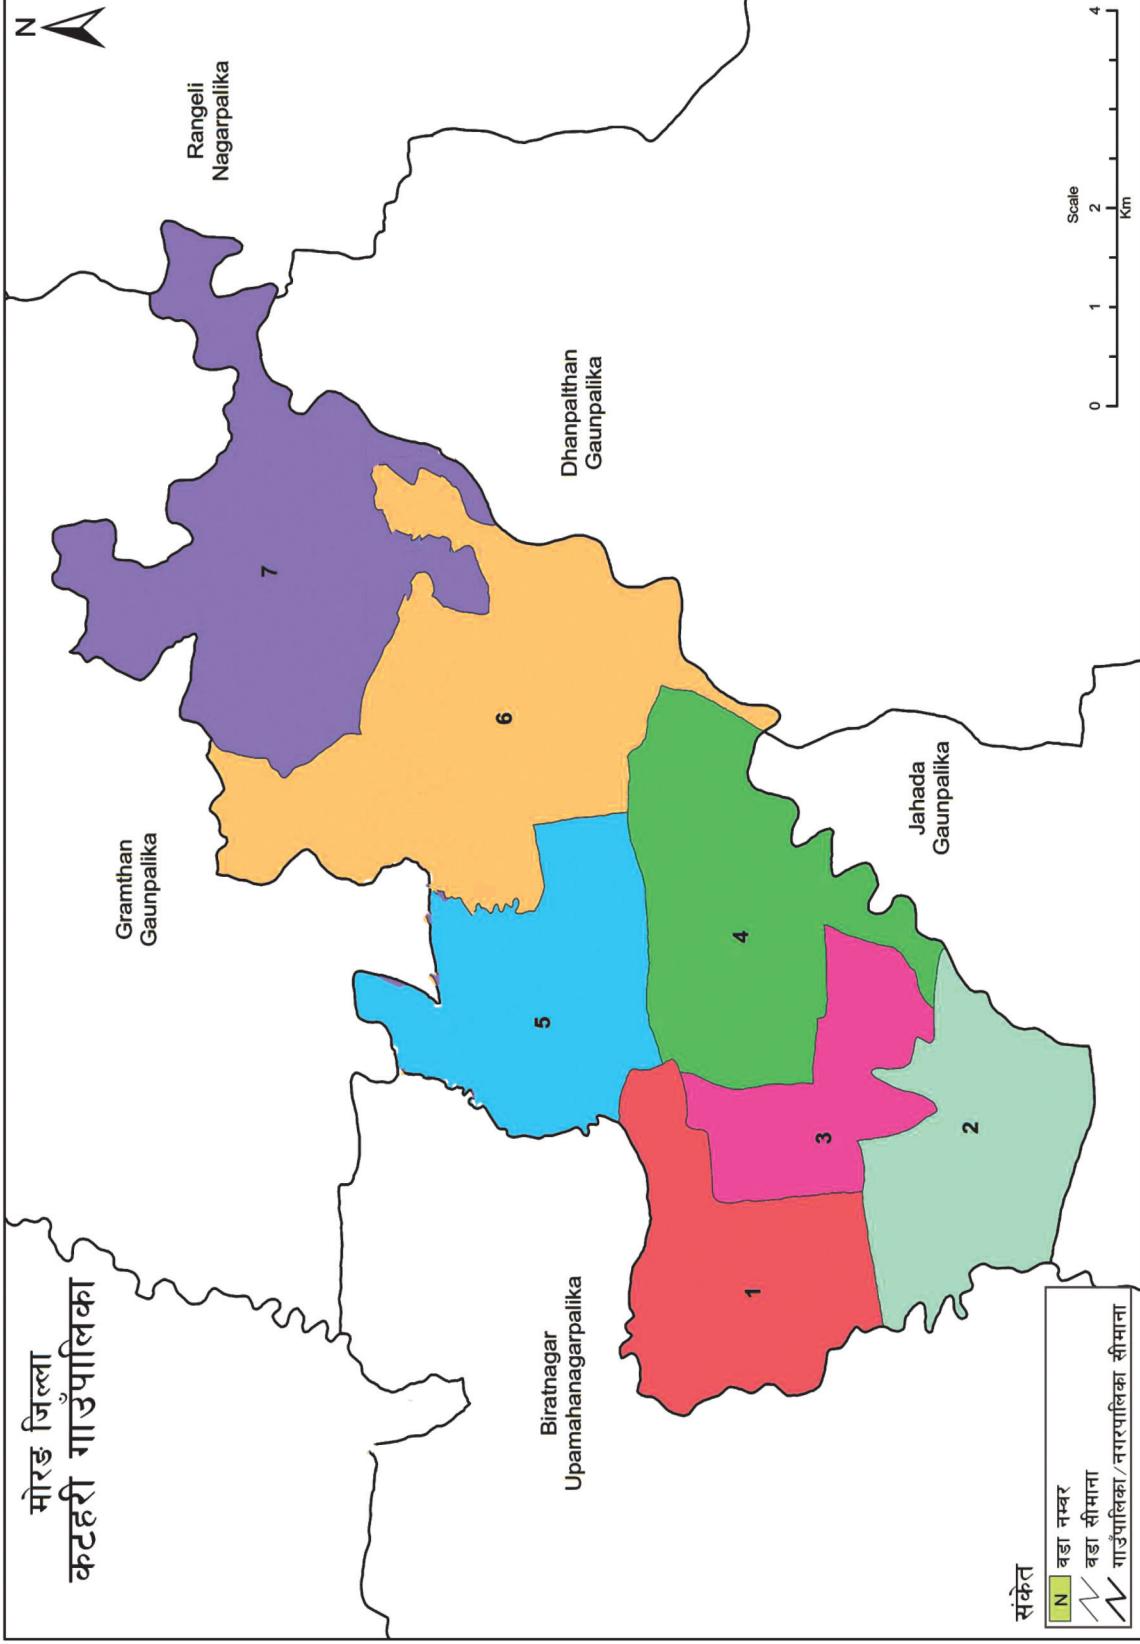 मोरङ जिल्ला
कटहरी गाउँपालिका
N
Rangeli
Nagarpalika
Gramthan
Gaunpalika
Dhanpalthan
Gaunpalika
Jahada
Gaunpalika
Biratnagar
Upamahanagarpalika
7
6
5
4
3
2
1
संकेत
N वडा नम्बर
वडा सीमाना
गाउँपालिका/नगरपालिका सीमाना
Scale
0 1 2 4
Km